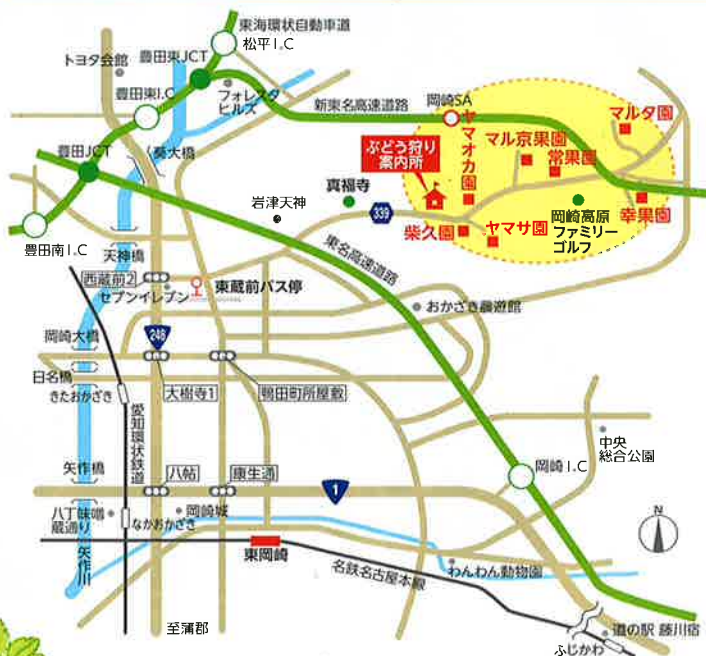 東海環状自動車道
松平I.C
豊田東JCT
トヨタ会館
フォレスタ
ヒルズ
豊田東I.C
新東名高速道路
岡崎SA
マルタ園
ヤマオカ園
マル京果園
常果園
ぶどう狩り
案内所
豊田JCT
葵大橋
岩津天神
真福寺
339
柴久園
ヤマサ園
岡崎高原
ファミリー
ゴルフ
幸果園
豊田南I.C
天神橋
東名高速道路
西蔵前2
セブンイレブン
東蔵前バス停
おかざき融遊館
岡崎大橋
248
日名橋
きたおかざき
大樹寺1
鴨田町所屋敷
愛知環状鉄道
中央
総合公園
矢作橋
八帖
康生通
岡崎I.C
1
八丁味噌
蔵通り
なかおかざき
岡崎城
N
矢作川
東岡崎
名鉄名古屋本線
わんわん動物園
至蒲郡
道の駅 藤川宿
ふじかわ